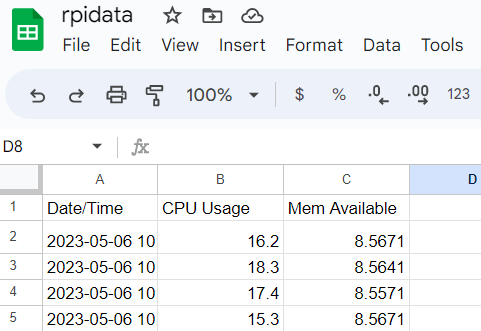 rpidata
File Edit View Insert Format Data Tools
100% $ % .0 .00 123
D8 fx
A B C D
1 Date/Time CPU Usage Mem Available
2 2023-05-06 10 16.2 8.5671
3 2023-05-06 10 18.3 8.5641
4 2023-05-06 10 17.4 8.5571
5 2023-05-06 10 15.3 8.5671